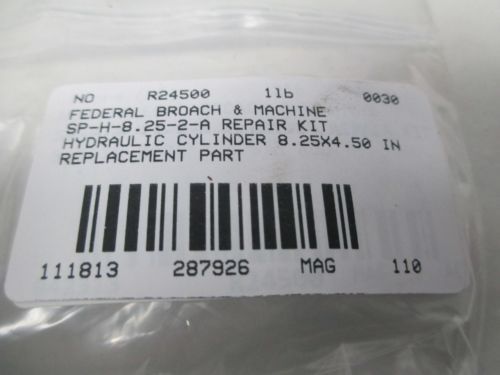 NO R24500 1lb 0030
FEDERAL BROACH & MACHINE
SP-H-8.25-2-A REPAIR KIT
HYDRAULIC CYLINDER 8.25X4.50 IN
REPLACEMENT PART
111813 287926 MAG 110